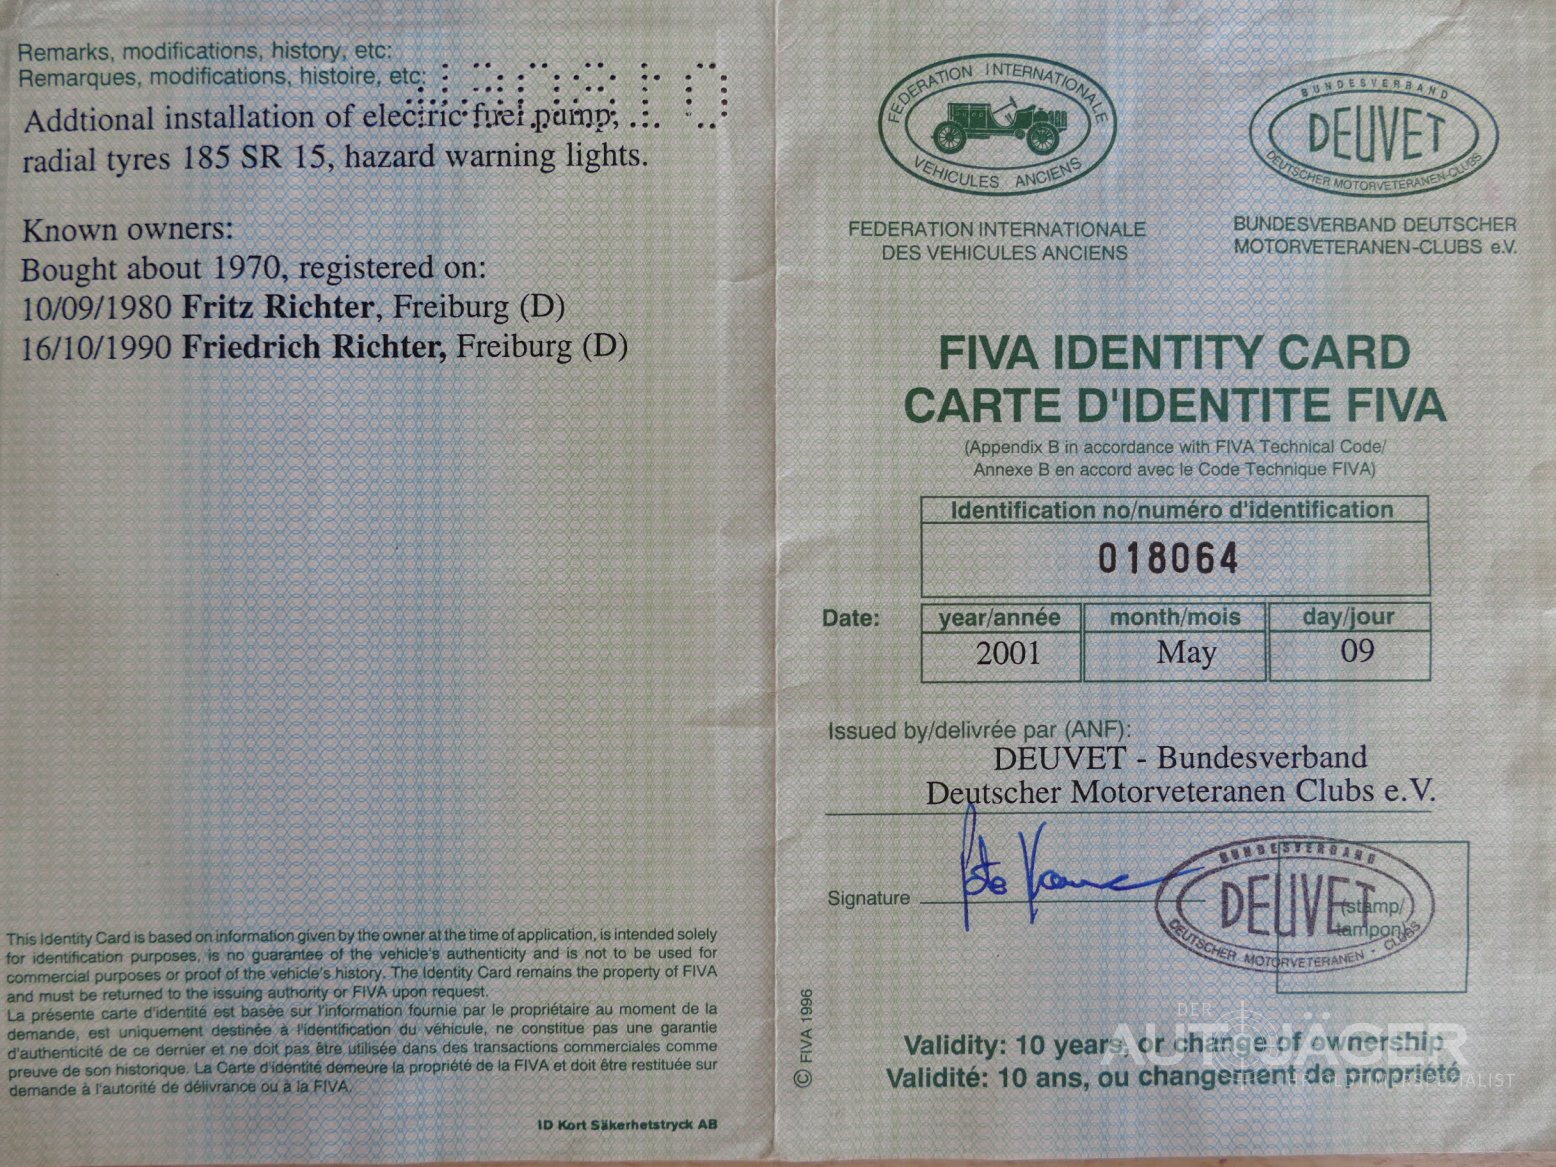 Remarks, modifications, history, etc:
Remarques, modifications, histoire, etc:
Addtional installation of electric fuel pump,
radial tyres 185 SR 15, hazard warning lights.
Known owners:
Bought about 1970, registered on:
10/09/1980 Fritz Richter, Freiburg (D)
16/10/1990 Friedrich Richter, Freiburg (D)
This Identity Card is based on information given by the owner at the time of application, is intended solely
for identification purposes, is no guarantee of the vehicle's authenticity and is not to be used for
commercial purposes or proof of the vehicle's history. The Identity Card remains the property of FIVA
and must be returned to the issuing authority or FIVA upon request.
La présente carte d'identité est basée sur l'information fournie par le propriétaire au moment de la
demande, est uniquement destinée à l'identification du véhicule, ne constitue pas une garantie
d'authenticité de ce dernier et ne doit pas être utilisée dans des transactions commerciales comme
preuve de son historique. La Carte d'identité demeure la propriété de FIVA et doit être restituée sur
demande à l'autorité de délivrance ou à la FIVA.
ID Kort Säkerhetstryck AB
FEDERATION INTERNATIONALE
VEHICULES ANCIENS
BUNDESVERBAND
DEUVET
DEUTSCHER MOTORVETERANEN-CLUBS
FEDERATION INTERNATIONALE
DES VEHICULES ANCIENS
BUNDESVERBAND DEUTSCHER
MOTORVETERANEN-CLUBS e.V.
FIVA IDENTITY CARD
CARTE D'IDENTITE FIVA
(Appendix B in accordance with FIVA Technical Code/
Annexe B en accord avec le Code Technique FIVA)
Identification no/numéro d'identification
018064
Date: year/année month/mois day/jour
2001 May 09
Issued by/delivrée par (ANF):
DEUVET - Bundesverband
Deutscher Motorveteranen Clubs e.V.
Signature
BUNDESVERBAND
DEUVET
DEUTSCHER MOTORVETERANEN · CLUBS
(stamp/
tampon)
© FIVA 1996
Validity: 10 years, or change of ownership
Validité: 10 ans, ou changement de propriété
DER
AUTOJÄGER